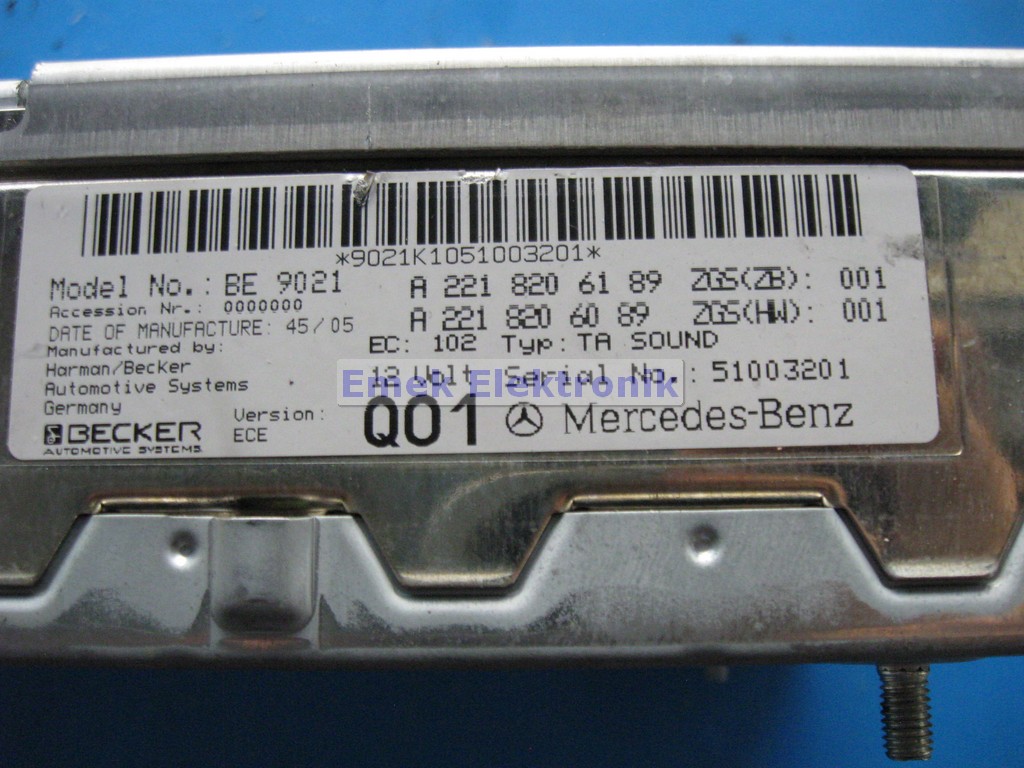 *9021K1051003201*
Model No.: BE 9021 A 221 820 61 89 ZGS(ZB): 001
Accession Nr.: 0000000
DATE OF MANUFACTURE: 45/05 A 221 820 60 89 ZGS(HW): 001
Manufactured by: EC: 102 Typ: TA SOUND
Harman/Becker 12 Volt Serial No.: 51003201
Emek Elektronik
Automotive Systems
Germany
Version: Q01 Mercedes-Benz
BECKER ECE
AUTOMOTIVE SYSTEMS